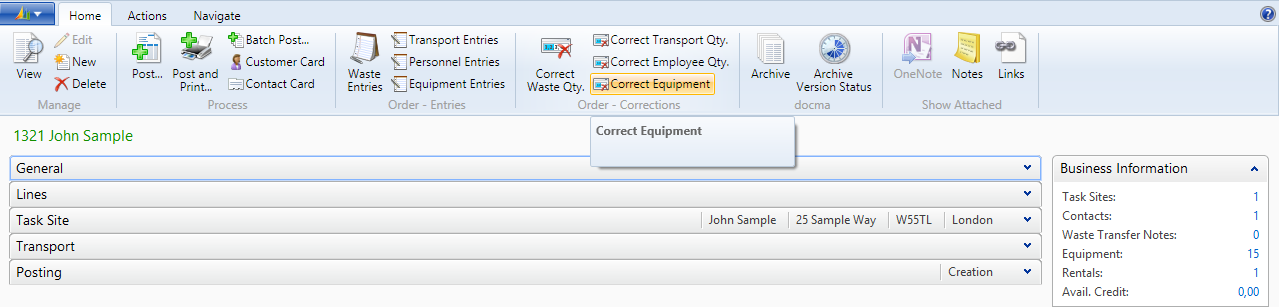 Home Actions Navigate
View
Edit
New
Delete
Manage
Post...
Post and
Print...
Batch Post...
Customer Card
Contact Card
Process
Waste
Entries
Transport Entries
Personnel Entries
Equipment Entries
Order - Entries
Correct
Waste Qty.
Correct Transport Qty.
Correct Employee Qty.
Correct Equipment
Order - Corrections
Archive
Archive
Version Status
docma
OneNote
Notes
Links
Show Attached
Correct Equipment
1321 John Sample
General
Lines
Task Site John Sample 25 Sample Way W55TL London
Transport
Posting Creation
Business Information
Task Sites: 1
Contacts: 1
Waste Transfer Notes: 0
Equipment: 15
Rentals: 1
Avail. Credit: 0,00